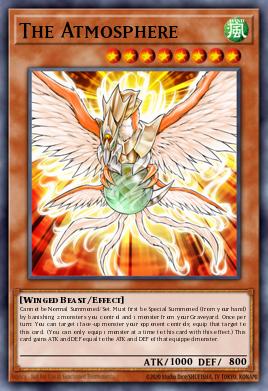 The Atmosphere
WIND
風
[Winged Beast/Effect]
Cannot be Normal Summoned/Set. Must first be Special Summoned (from your hand)
by banishing 2 monsters you control and 1 monster from your Graveyard. Once per
turn: You can target 1 face-up monster your opponent controls; equip that target to
this card. (You can only equip 1 monster at a time to this card with this effect.) This
card gains ATK and DEF equal to the ATK and DEF of that equipped monster.
ATK/1000 DEF/ 800
©2020 Studio Dice/SHUEISHA, TV TOKYO, KONAMI